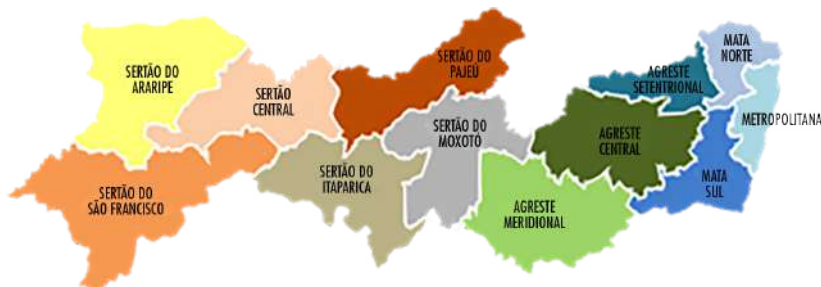 SERTÃO DO
ARARIPE
SERTÃO
CENTRAL
SERTÃO DO
PAJEÚ
AGRESTE
SETENTRIONAL
MATA
NORTE
METROPOLITANA
SERTÃO DO
MOXOTÓ
AGRESTE
CENTRAL
SERTÃO DO
SÃO FRANCISCO
SERTÃO DO
ITAPARICA
AGRESTE
MERIDIONAL
MATA
SUL